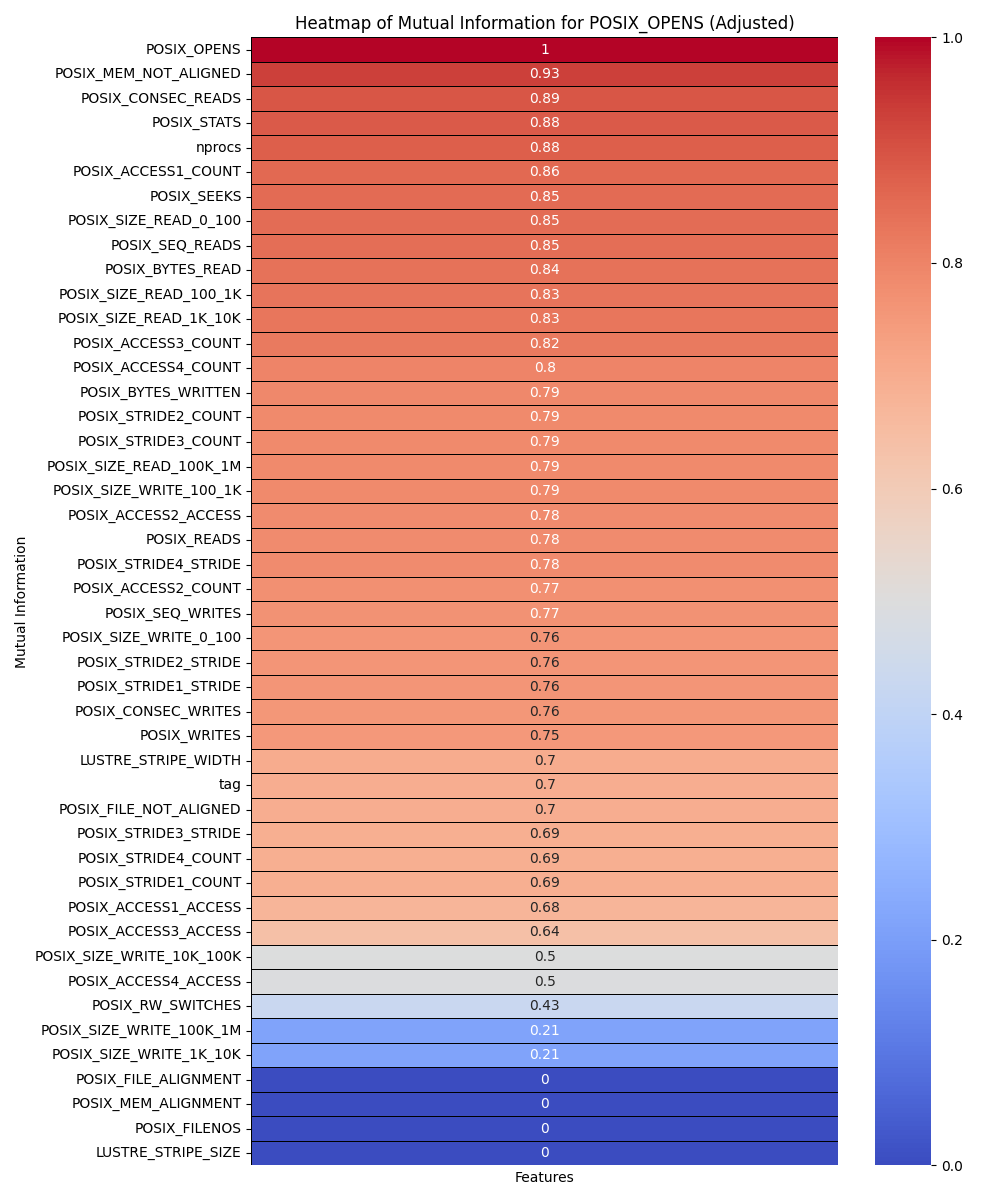 Heatmap of Mutual Information for POSIX_OPENS (Adjusted)
POSIX_OPENS 1
POSIX_MEM_NOT_ALIGNED 0.93
POSIX_CONSEC_READS 0.89
POSIX_STATS 0.88
nprocs 0.88
POSIX_ACCESS1_COUNT 0.86
POSIX_SEEKS 0.85
POSIX_SIZE_READ_0_100 0.85
POSIX_SEQ_READS 0.85
POSIX_BYTES_READ 0.84
POSIX_SIZE_READ_100_1K 0.83
POSIX_SIZE_READ_1K_10K 0.83
POSIX_ACCESS3_COUNT 0.82
POSIX_ACCESS4_COUNT 0.8
POSIX_BYTES_WRITTEN 0.79
POSIX_STRIDE2_COUNT 0.79
POSIX_STRIDE3_COUNT 0.79
POSIX_SIZE_READ_100K_1M 0.79
POSIX_SIZE_WRITE_100_1K 0.79
POSIX_ACCESS2_ACCESS 0.78
POSIX_READS 0.78
POSIX_STRIDE4_STRIDE 0.78
POSIX_ACCESS2_COUNT 0.77
POSIX_SEQ_WRITES 0.77
POSIX_SIZE_WRITE_0_100 0.76
POSIX_STRIDE2_STRIDE 0.76
POSIX_STRIDE1_STRIDE 0.76
POSIX_CONSEC_WRITES 0.76
POSIX_WRITES 0.75
LUSTRE_STRIPE_WIDTH 0.7
tag 0.7
POSIX_FILE_NOT_ALIGNED 0.7
POSIX_STRIDE3_STRIDE 0.69
POSIX_STRIDE4_COUNT 0.69
POSIX_STRIDE1_COUNT 0.69
POSIX_ACCESS1_ACCESS 0.68
POSIX_ACCESS3_ACCESS 0.64
POSIX_SIZE_WRITE_10K_100K 0.5
POSIX_ACCESS4_ACCESS 0.5
POSIX_RW_SWITCHES 0.43
POSIX_SIZE_WRITE_100K_1M 0.21
POSIX_SIZE_WRITE_1K_10K 0.21
POSIX_FILE_ALIGNMENT 0
POSIX_MEM_ALIGNMENT 0
POSIX_FILENOS 0
LUSTRE_STRIPE_SIZE 0
Mutual Information
Features
1.0
0.8
0.6
0.4
0.2
0.0